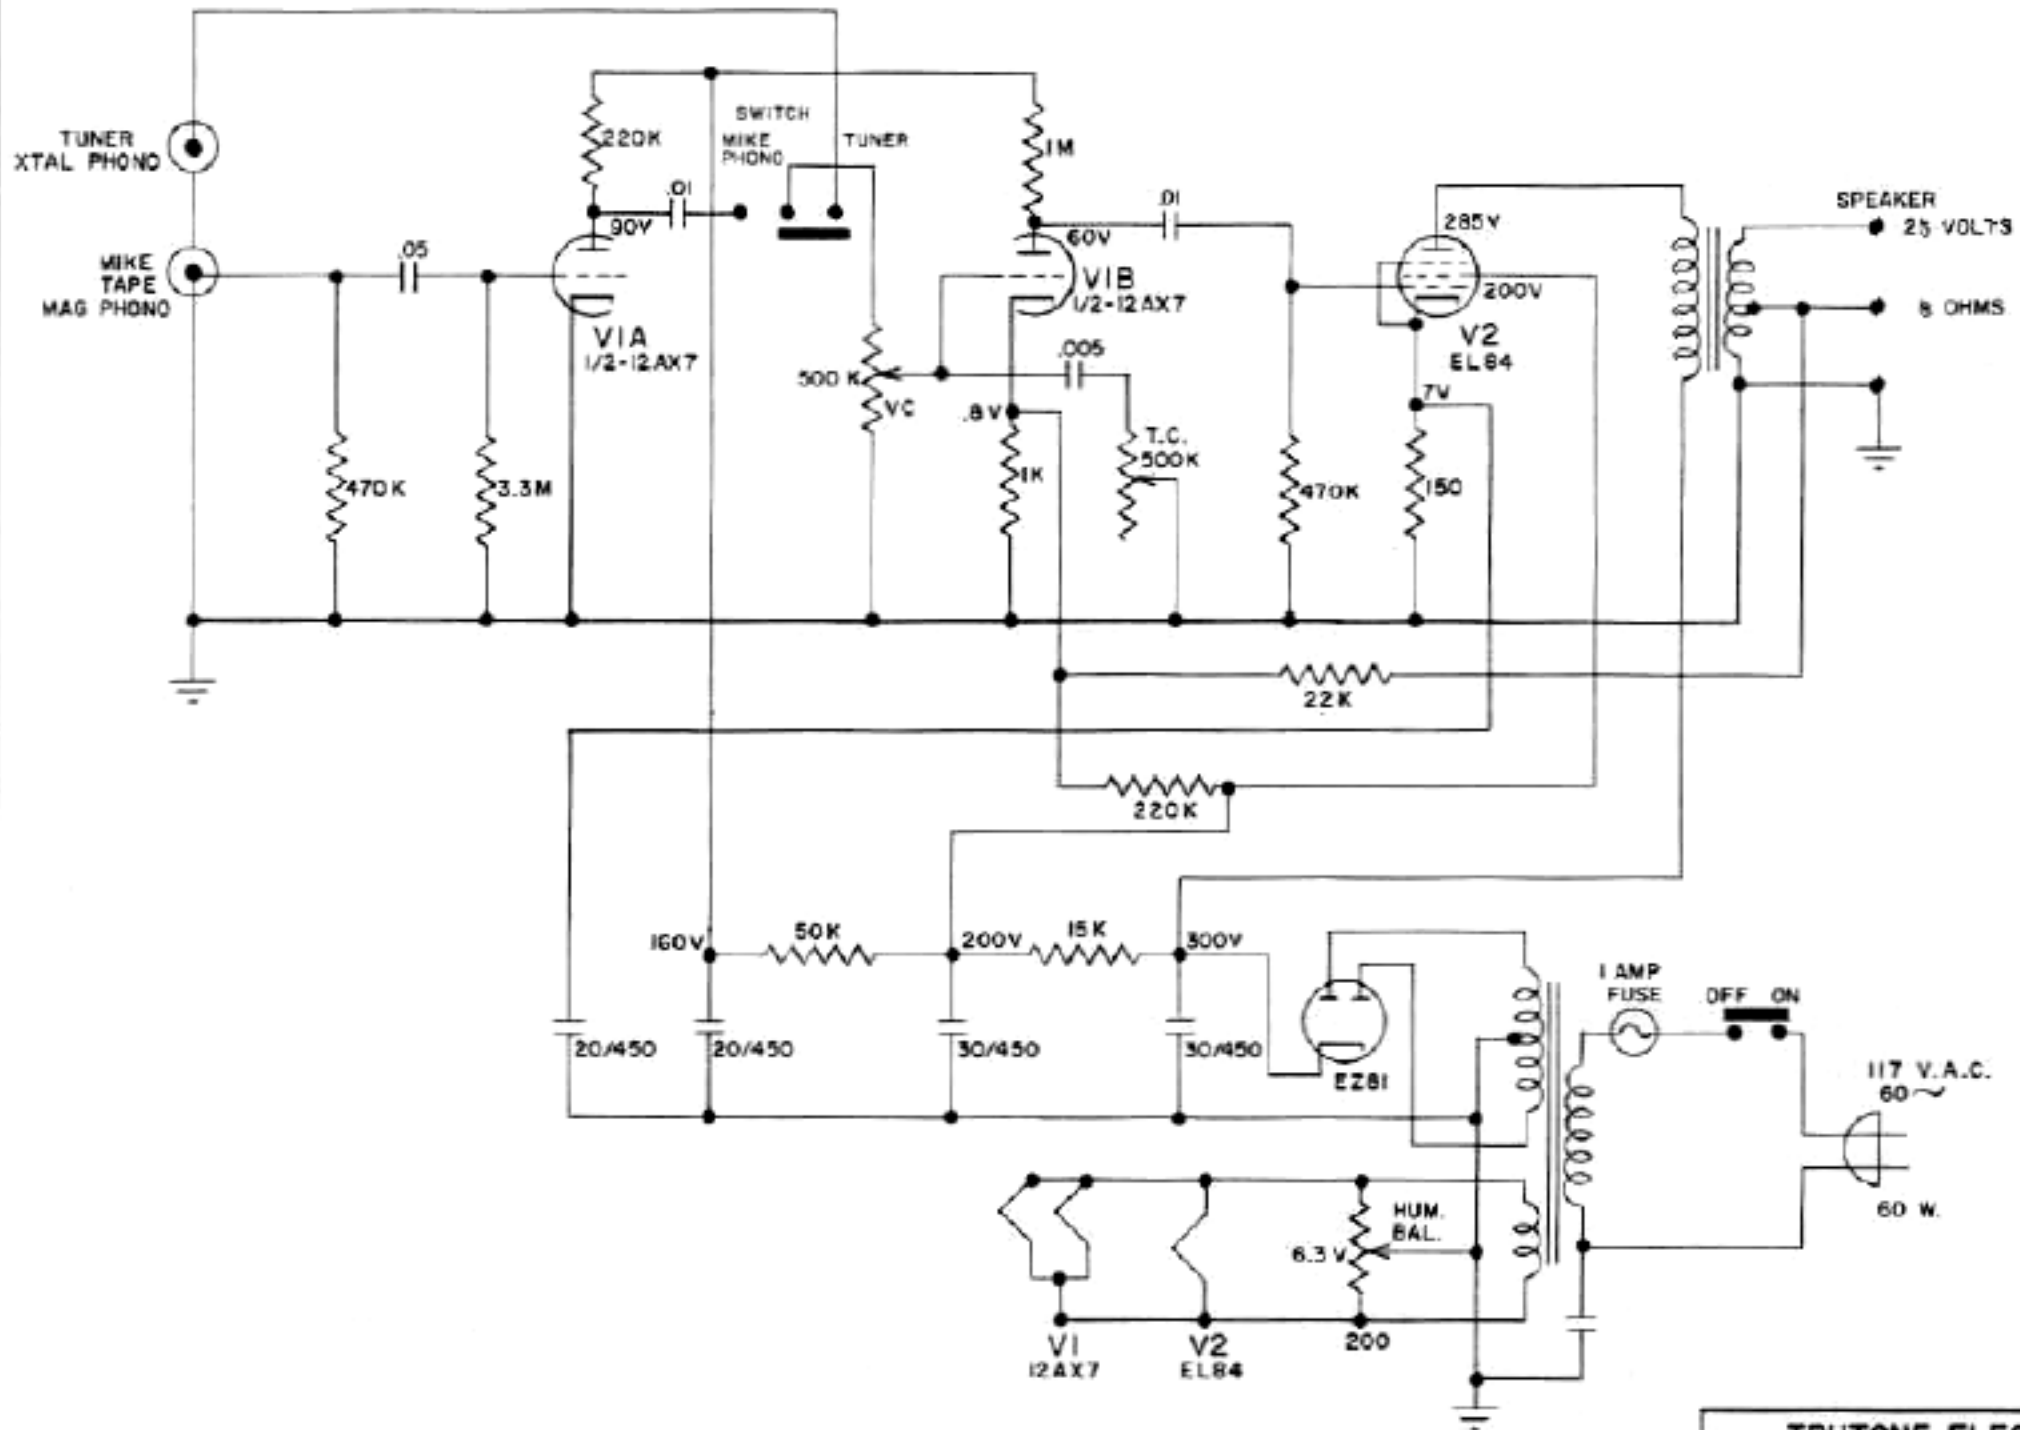 TUNER
XTAL PHONO
MIKE
TAPE
MAG PHONO
.05
470K
3.3M
220K
90V
.01
V1A
1/2-12AX7
SWITCH
MIKE
PHONO
TUNER
500K
VC
1M
60V
V1B
1/2-12AX7
.8V
1K
.005
T.C.
500K
.01
470K
285V
200V
V2
EL84
7V
150
SPEAKER
25 VOLTS
8 OHMS
22K
220K
160V
50K
200V
15K
300V
20/450
20/450
30/450
30/450
EZ81
1 AMP
FUSE
OFF ON
117 V.A.C.
60~
60 W.
HUM.
BAL.
6.3V
200
V1
12AX7
V2
EL84